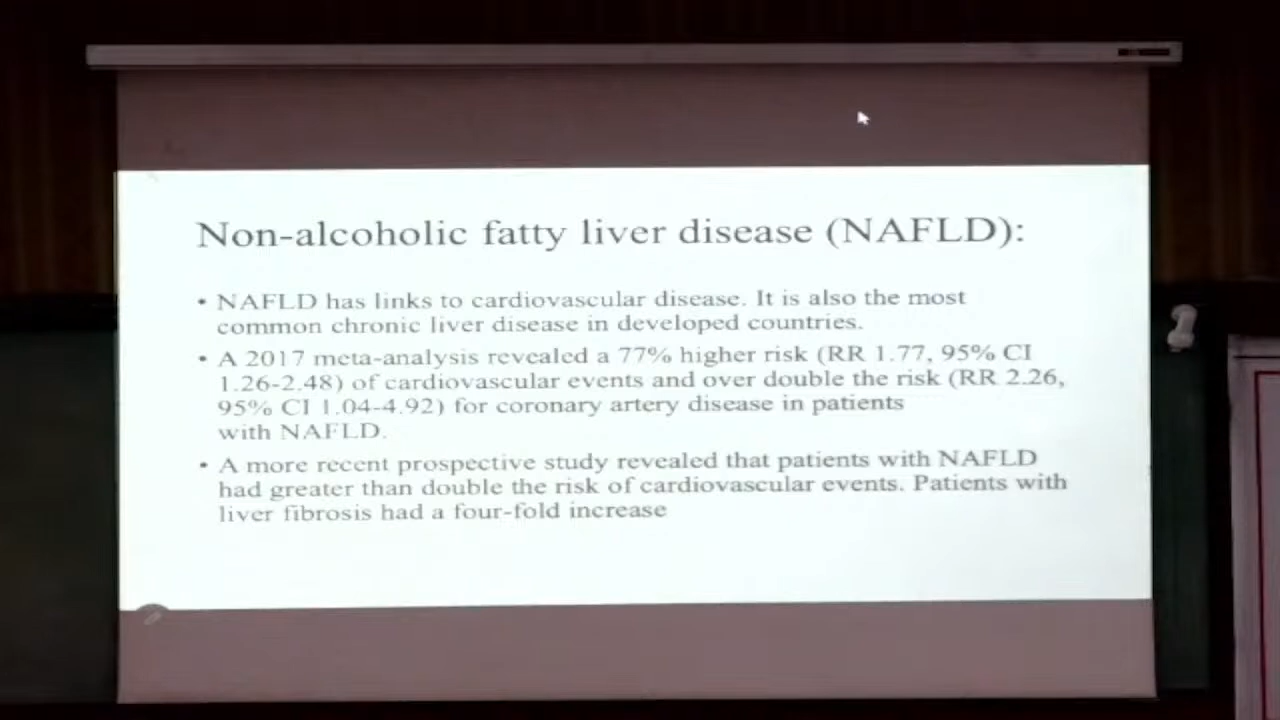 Non-alcoholic fatty liver disease (NAFLD):
• NAFLD has links to cardiovascular disease. It is also the most
common chronic liver disease in developed countries.
• A 2017 meta-analysis revealed a 77% higher risk (RR 1.77, 95% CI
1.26-2.48) of cardiovascular events and over double the risk (RR 2.26,
95% CI 1.04-4.92) for coronary artery disease in patients
with NAFLD.
• A more recent prospective study revealed that patients with NAFLD
had greater than double the risk of cardiovascular events. Patients with
liver fibrosis had a four-fold increase